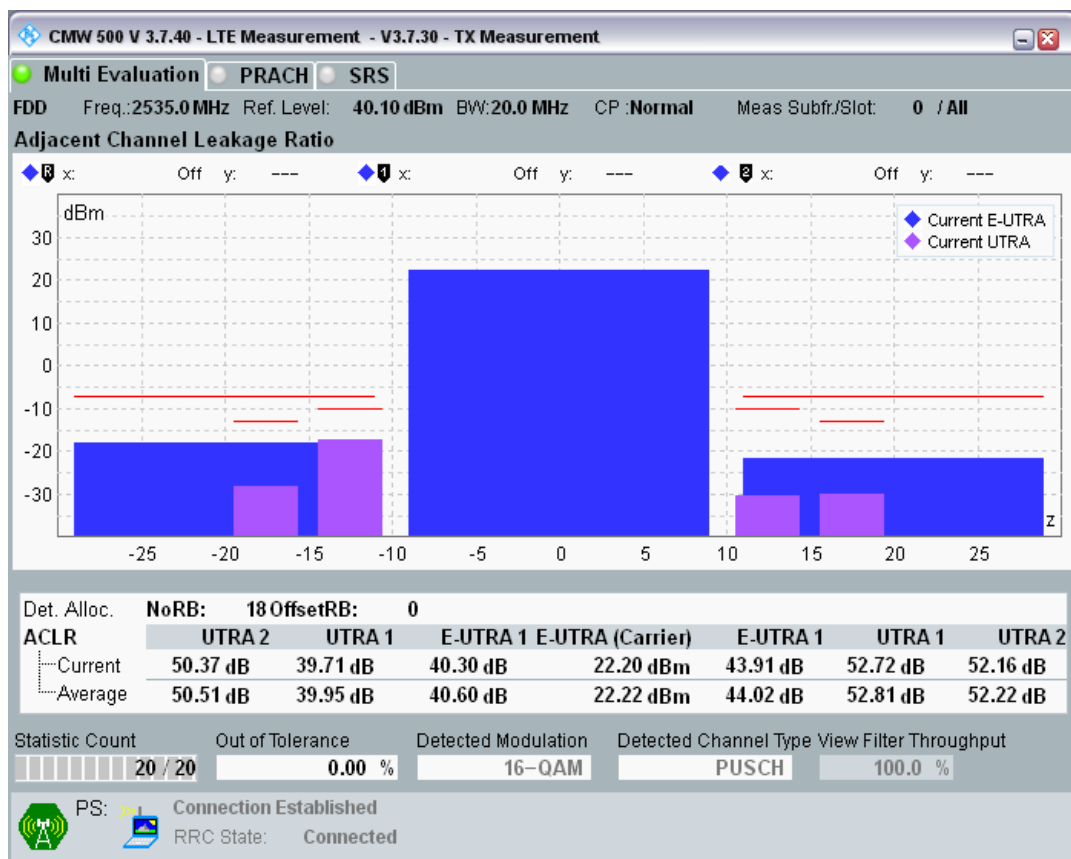 CMW 500 V 3.7.40 - LTE Measurement - V3.7.30 - TX Measurement
Multi Evaluation PRACH SRS
FDD Freq.:2535.0 MHz Ref. Level: 40.10 dBm BW:20.0 MHz CP :Normal Meas Subfr./Slot: 0 / All
Adjacent Channel Leakage Ratio
R x: Off y: --- 1 x: Off y: --- 2 x: Off y: ---
dBm
Current E-UTRA
Current UTRA
30
20
10
0
-10
-20
-30
z
-25 -20 -15 -10 -5 0 5 10 15 20 25
Det. Alloc. NoRB: 18 OffsetRB: 0
ACLR UTRA 2 UTRA 1 E-UTRA 1 E-UTRA (Carrier) E-UTRA 1 UTRA 1 UTRA 2
Current 50.37 dB 39.71 dB 40.30 dB 22.20 dBm 43.91 dB 52.72 dB 52.16 dB
Average 50.51 dB 39.95 dB 40.60 dB 22.22 dBm 44.02 dB 52.81 dB 52.22 dB
Statistic Count Out of Tolerance Detected Modulation Detected Channel Type View Filter Throughput
20 / 20 0.00 % 16-QAM PUSCH 100.0 %
PS: Connection Established
RRC State: Connected